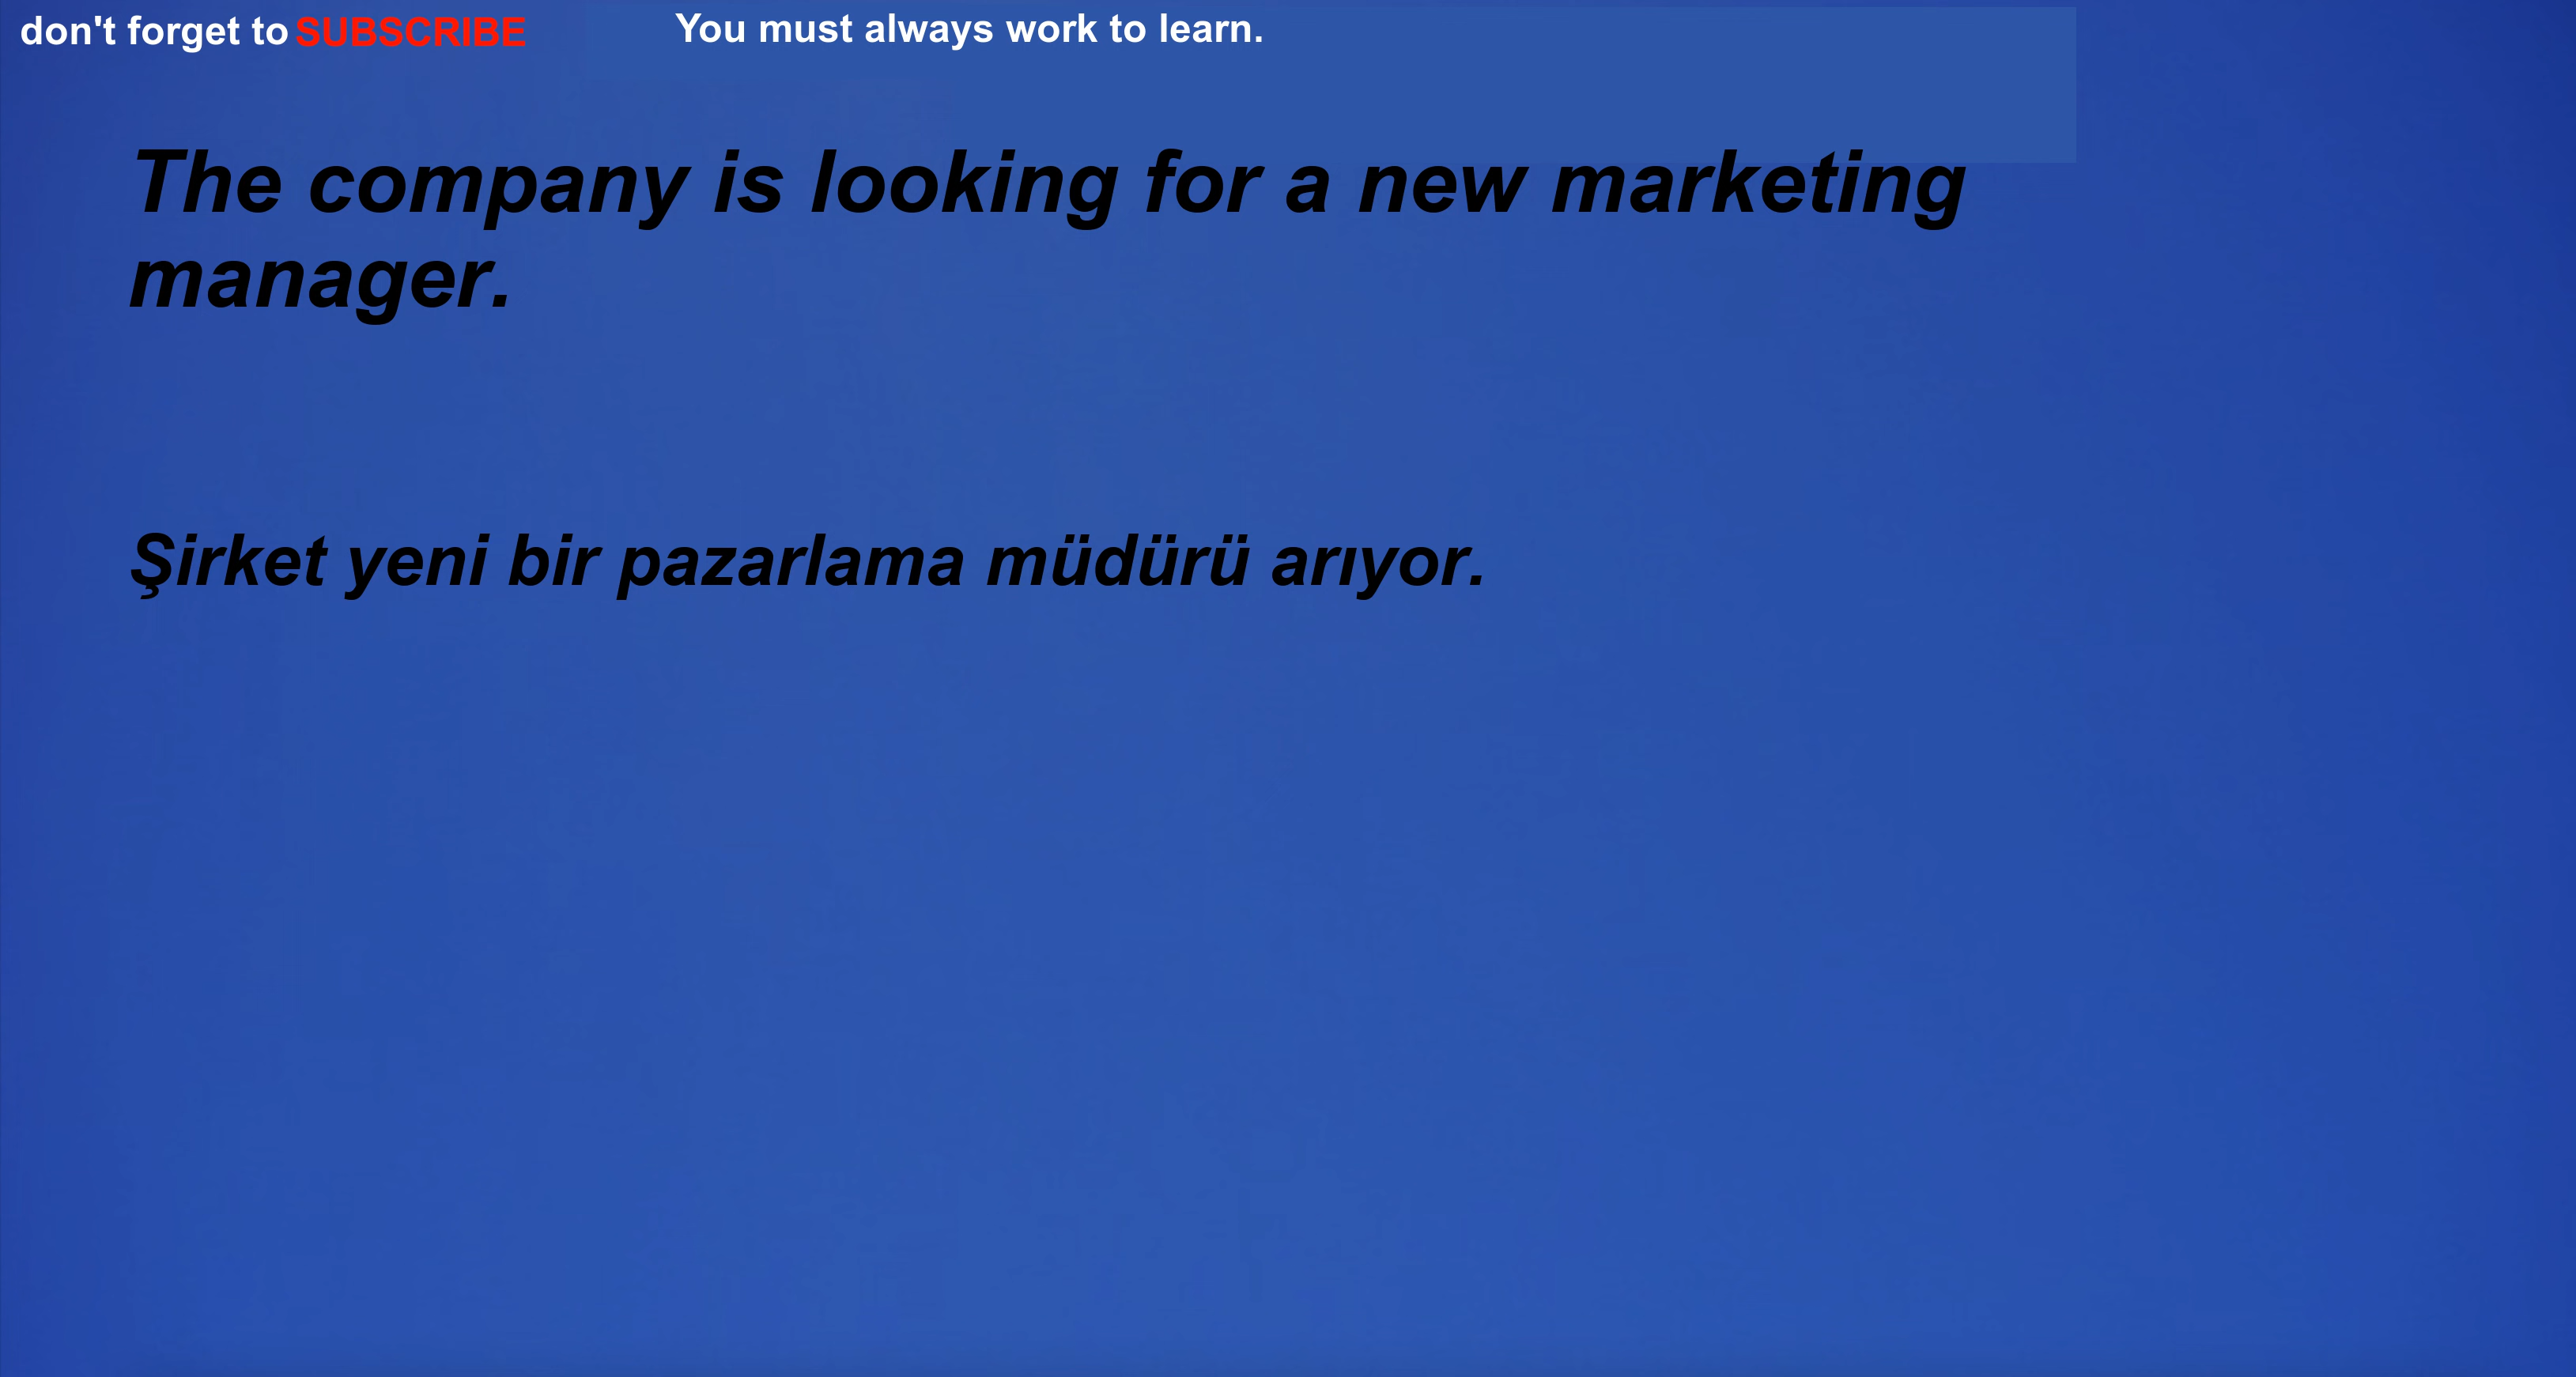 don't forget to SUBSCRIBE
You must always work to learn.
The company is looking for a new marketing
manager.
Şirket yeni bir pazarlama müdürü arıyor.